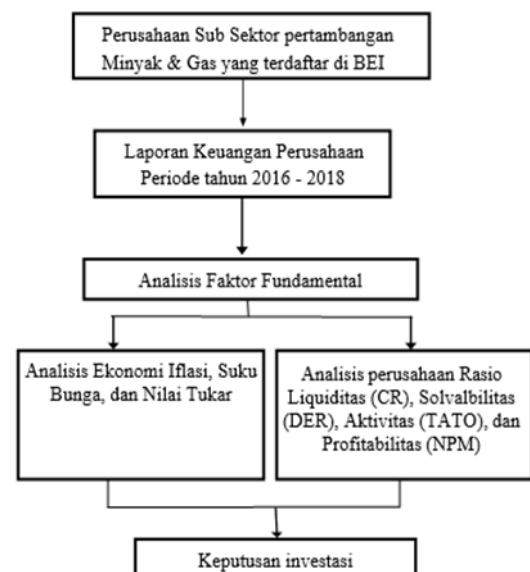 Perusahaan Sub Sektor pertambangan
Minyak & Gas yang terdaftar di BEI
Laporan Keuangan Perusahaan
Periode tahun 2016 - 2018
Analisis Faktor Fundamental
Analisis Ekonomi Iflasi, Suku
Bunga, dan Nilai Tukar
Analisis perusahaan Rasio
Liquiditas (CR), Solvalbilitas
(DER), Aktivitas (TATO), dan
Profitabilitas (NPM)
Keputusan investasi